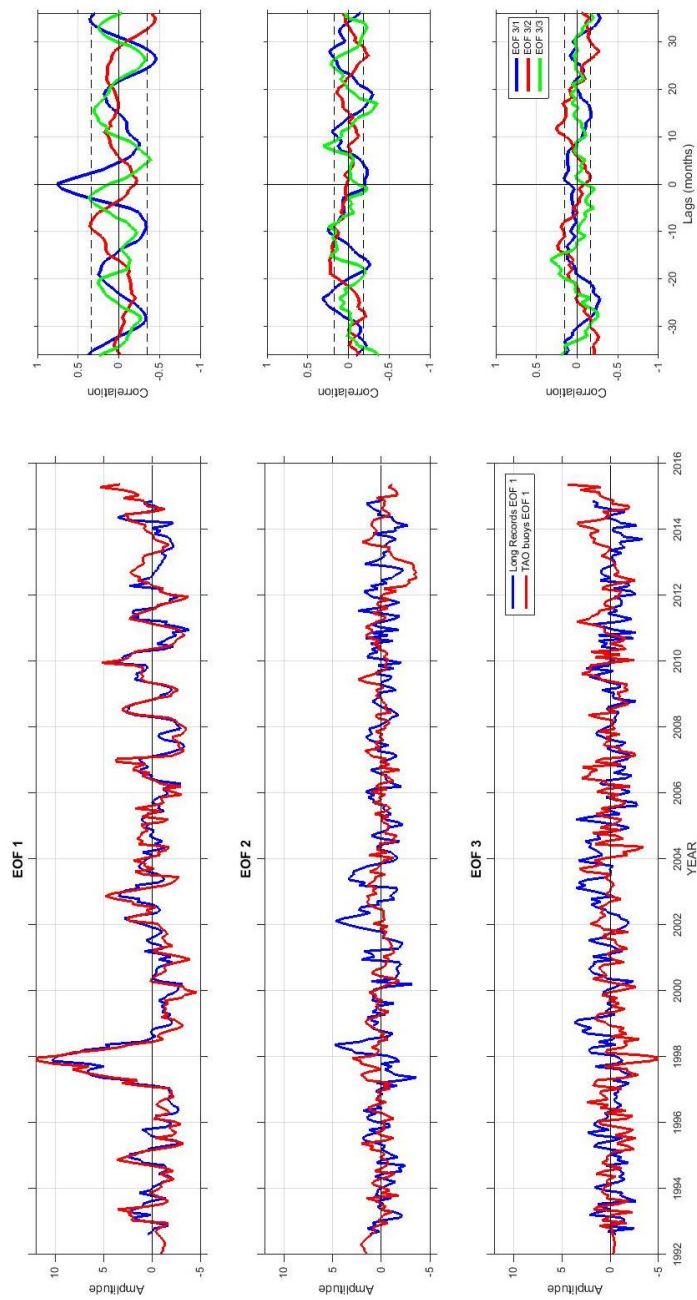 EOF 1
Amplitude
10
5
0
-5
Correlation
1
0.5
0
-0.5
-1
EOF 2
Amplitude
10
5
0
-5
Correlation
1
0.5
0
-0.5
-1
EOF 3
Amplitude
10
5
0
-5
Long Records EOF 1
TAO buoys EOF 1
1992 1994 1996 1998 2000 2002 2004 2006 2008 2010 2012 2014 2016
YEAR
Correlation
1
0.5
0
-0.5
-1
EOF 3/1
EOF 3/2
EOF 3/3
30 -20 -10 0 10 20 30
Lags (months)